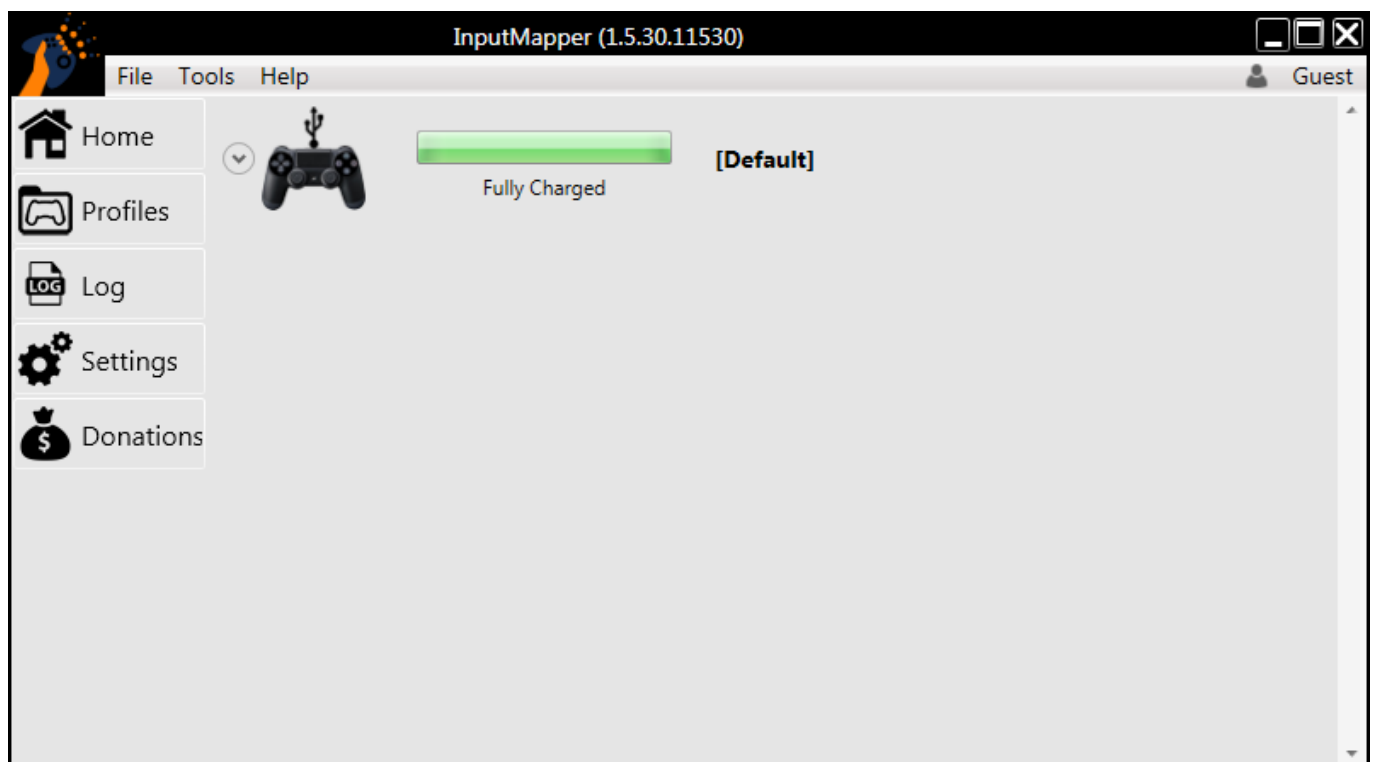 InputMapper (1.5.30.11530)
File Tools Help Guest
Home
Profiles
LOG Log
Settings
$ Donations
[Default]
Fully Charged